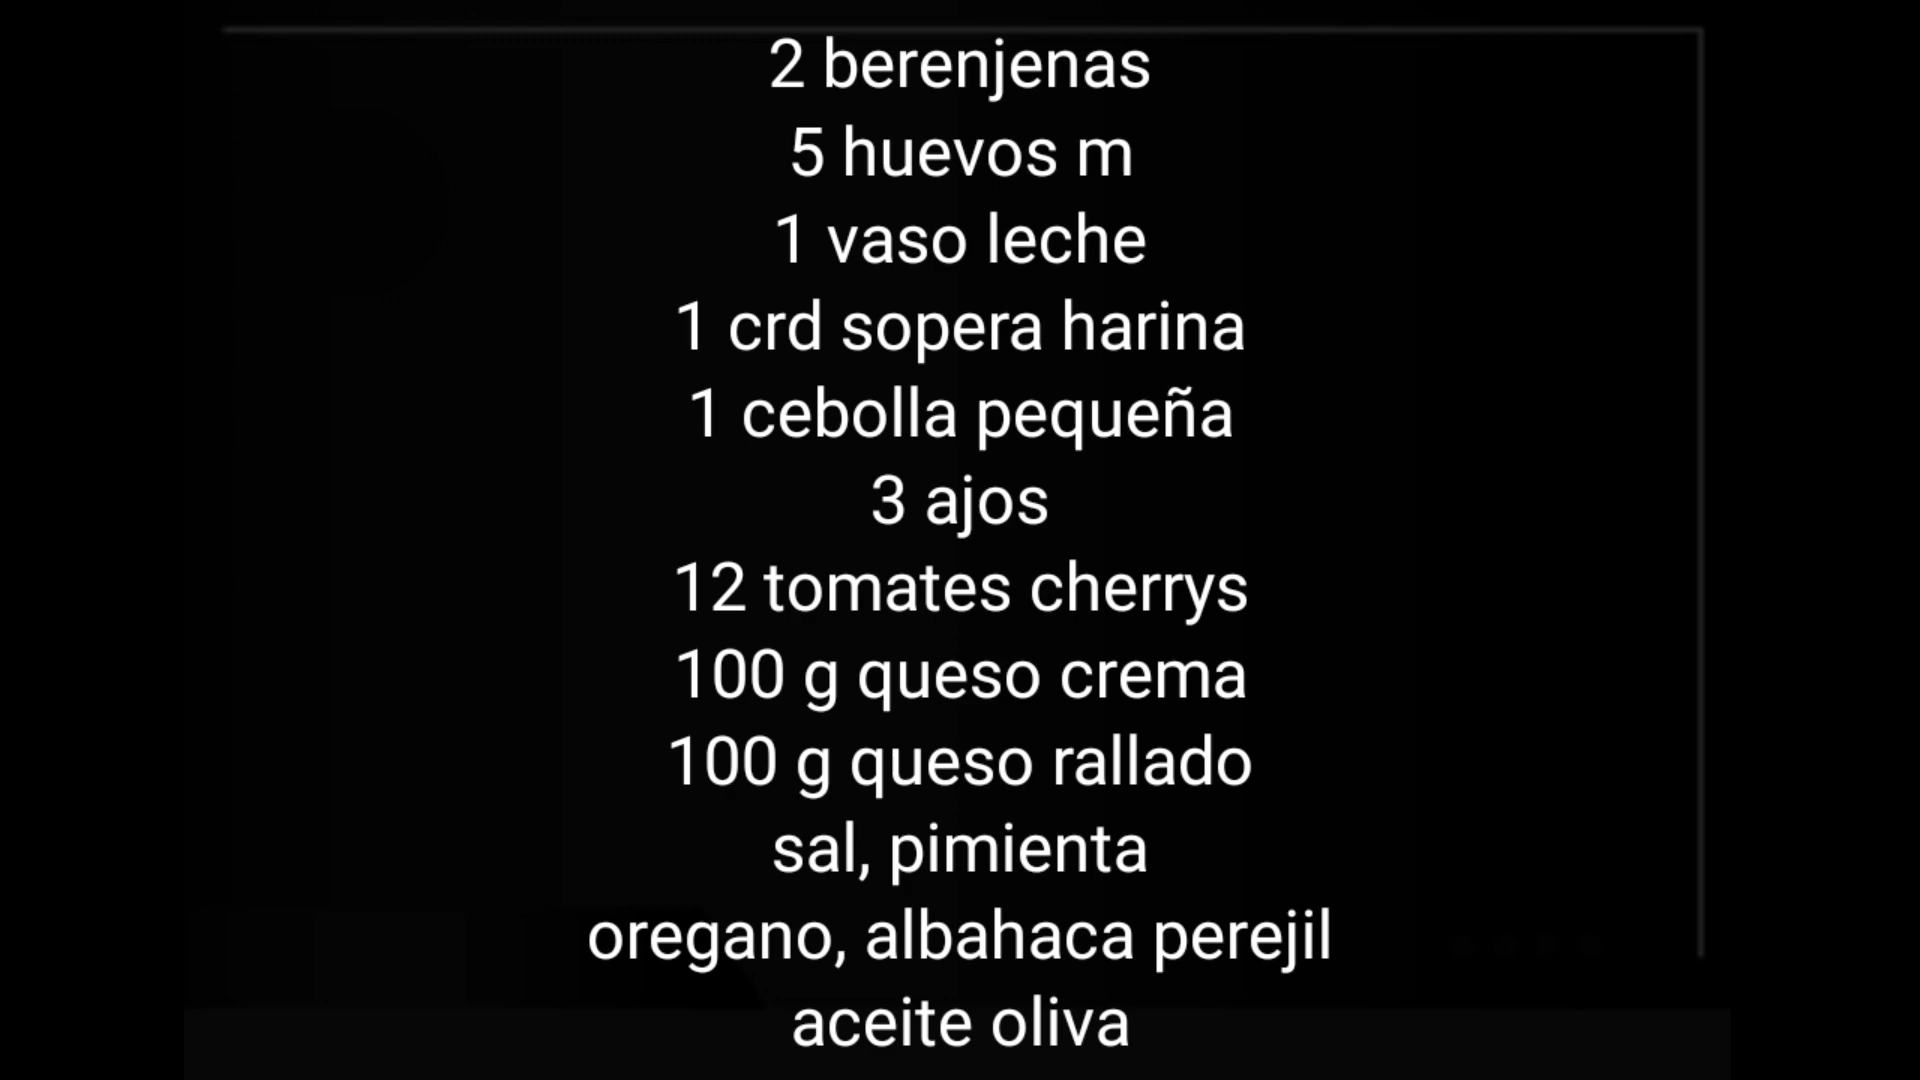 2 berenjenas
5 huevos m
1 vaso leche
1 crd sopera harina
1 cebolla pequeña
3 ajos
12 tomates cherrys
100 g queso crema
100 g queso rallado
sal, pimienta
oregano, albahaca perejil
aceite oliva